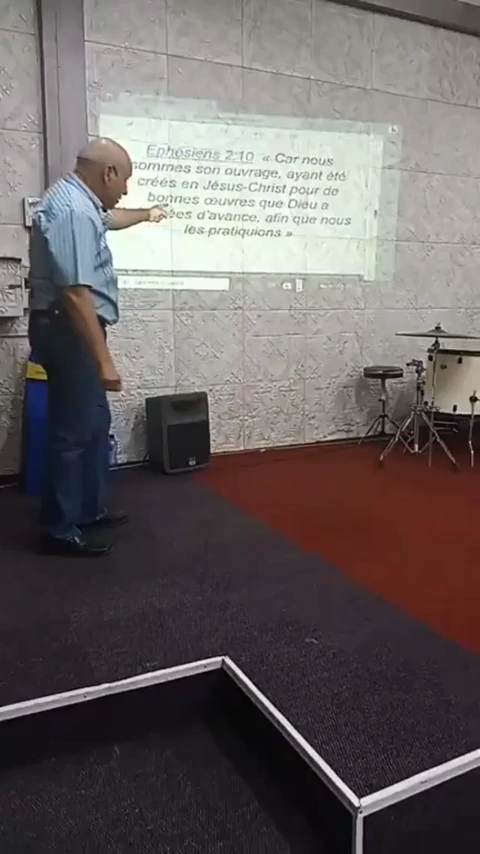 Ephésiens 2:10 « Car nous
sommes son ouvrage, ayant été
créés en Jésus-Christ pour de
bonnes œuvres que Dieu a
d'avance, afin que nous
les pratiquions »